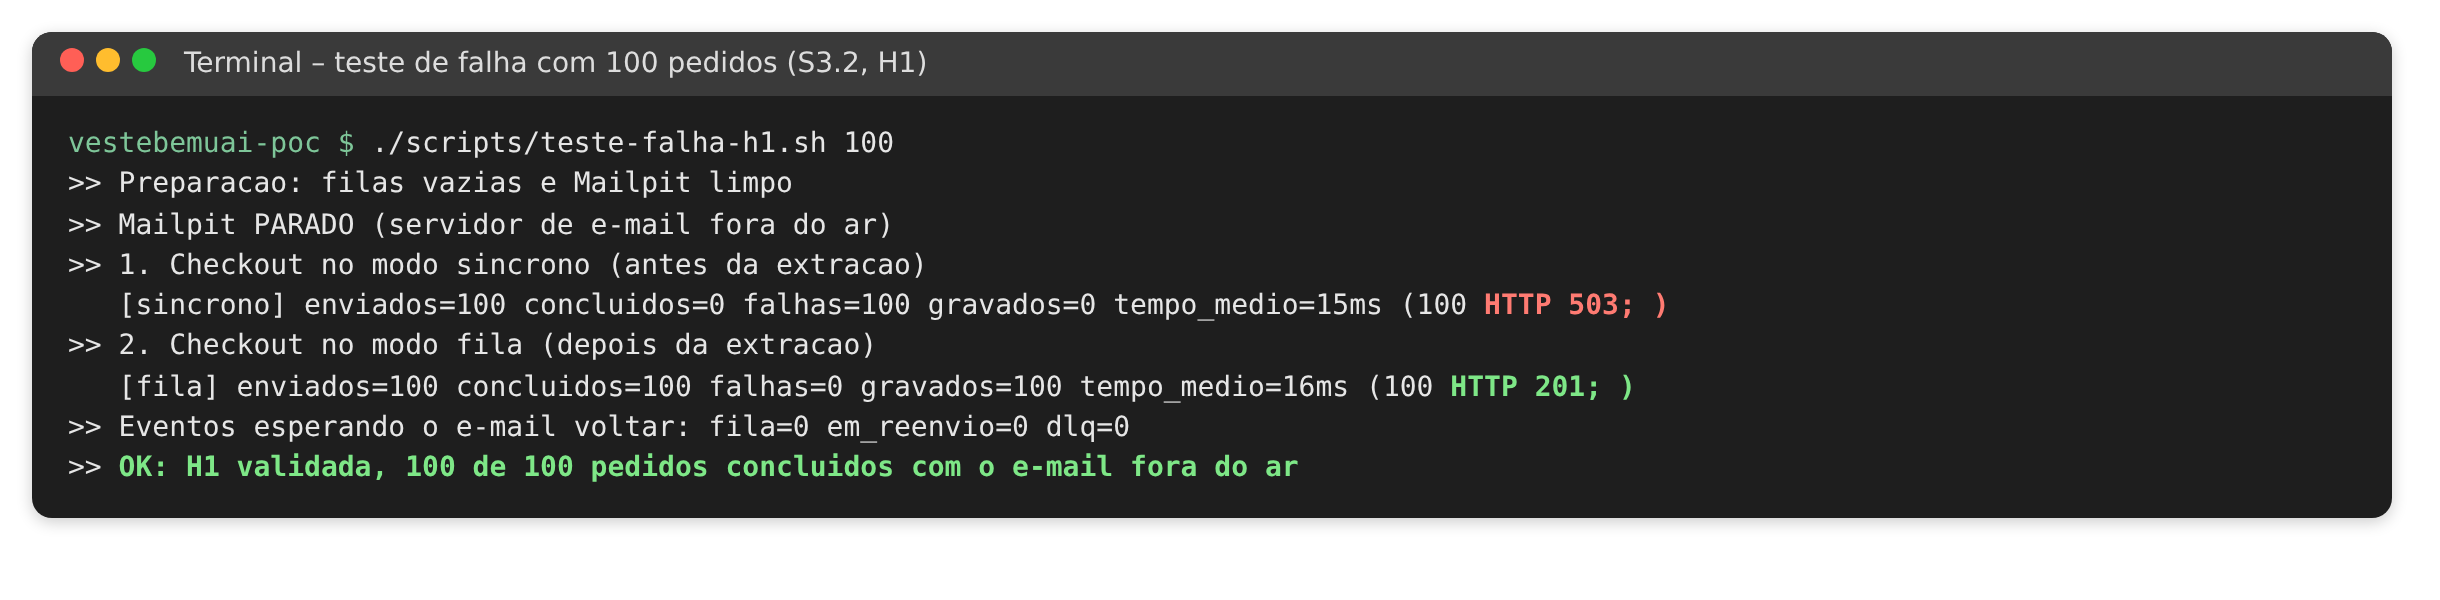 Terminal – teste de falha com 100 pedidos (S3.2, H1)
vestebemuai-poc $ ./scripts/teste-falha-h1.sh 100
>> Preparacao: filas vazias e Mailpit limpo
>> Mailpit PARADO (servidor de e-mail fora do ar)
>> 1. Checkout no modo sincrono (antes da extracao)
[sincrono] enviados=100 concluidos=0 falhas=100 gravados=0 tempo_medio=15ms (100 HTTP 503; )
>> 2. Checkout no modo fila (depois da extracao)
[fila] enviados=100 concluidos=100 falhas=0 gravados=100 tempo_medio=16ms (100 HTTP 201; )
>> Eventos esperando o e-mail voltar: fila=0 em_reenvio=0 dlq=0
>> OK: H1 validada, 100 de 100 pedidos concluidos com o e-mail fora do ar